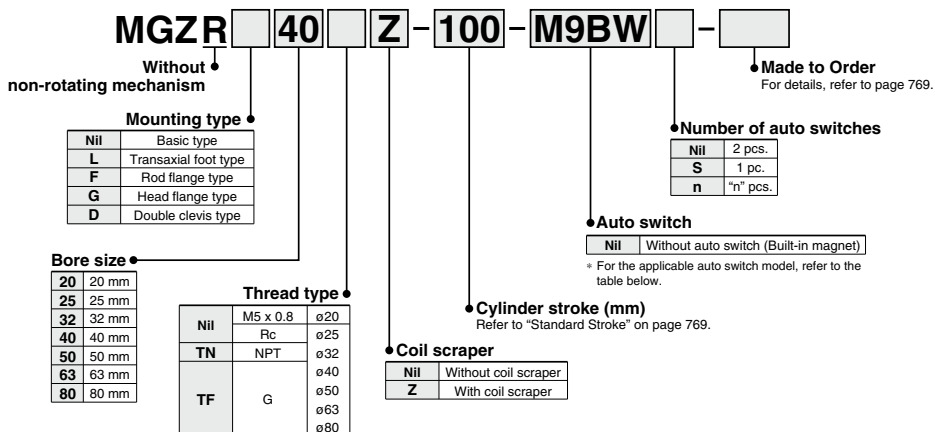 MGZR 40 Z - 100 - M9BW -
Without
non-rotating mechanism
Made to Order
For details, refer to page 769.
Mounting type
Nil Basic type
L Transaxial foot type
F Rod flange type
G Head flange type
D Double clevis type
Number of auto switches
Nil 2 pcs.
S 1 pc.
n “n” pcs.
Auto switch
Nil Without auto switch (Built-in magnet)
* For the applicable auto switch model, refer to the
table below.
Bore size
20 20 mm
25 25 mm
32 32 mm
40 40 mm
50 50 mm
63 63 mm
80 80 mm
Thread type
Nil M5 x 0.8 ø20
Rc ø25
TN NPT ø32
ø40
TF G ø50
ø63
ø80
Cylinder stroke (mm)
Refer to “Standard Stroke” on page 769.
Coil scraper
Nil Without coil scraper
Z With coil scraper